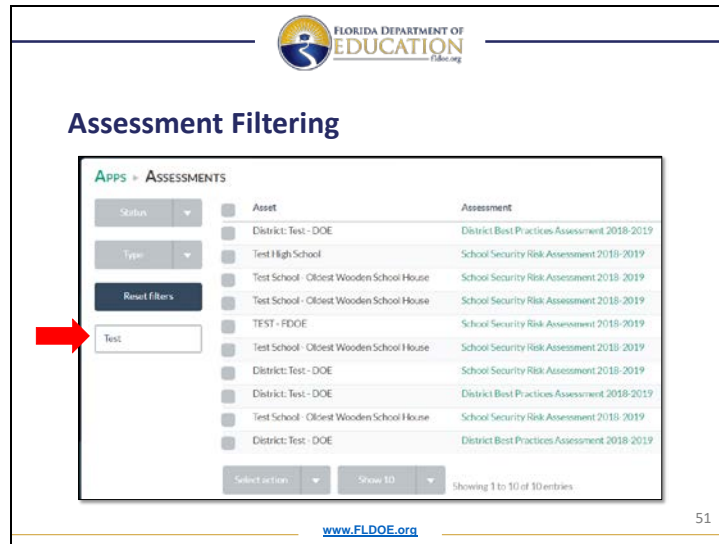 FLORIDA DEPARTMENT OF
EDUCATION
fldoe.org
Assessment Filtering
APPS ▸ ASSESSMENTS
Status
Type
Reset filters
Test
Asset Assessment
District: Test - DOE District Best Practices Assessment 2018-2019
Test High School School Security Risk Assessment 2018-2019
Test School - Oldest Wooden School House School Security Risk Assessment 2018-2019
Test School - Oldest Wooden School House School Security Risk Assessment 2018-2019
TEST - FDOE School Security Risk Assessment 2018-2019
Test School - Oldest Wooden School House School Security Risk Assessment 2018-2019
District: Test - DOE School Security Risk Assessment 2018-2019
District: Test - DOE District Best Practices Assessment 2018-2019
Test School - Oldest Wooden School House School Security Risk Assessment 2018-2019
District: Test - DOE District Best Practices Assessment 2018-2019
Select action Show 10 Showing 1 to 10 of 10 entries
www.FLDOE.org
51